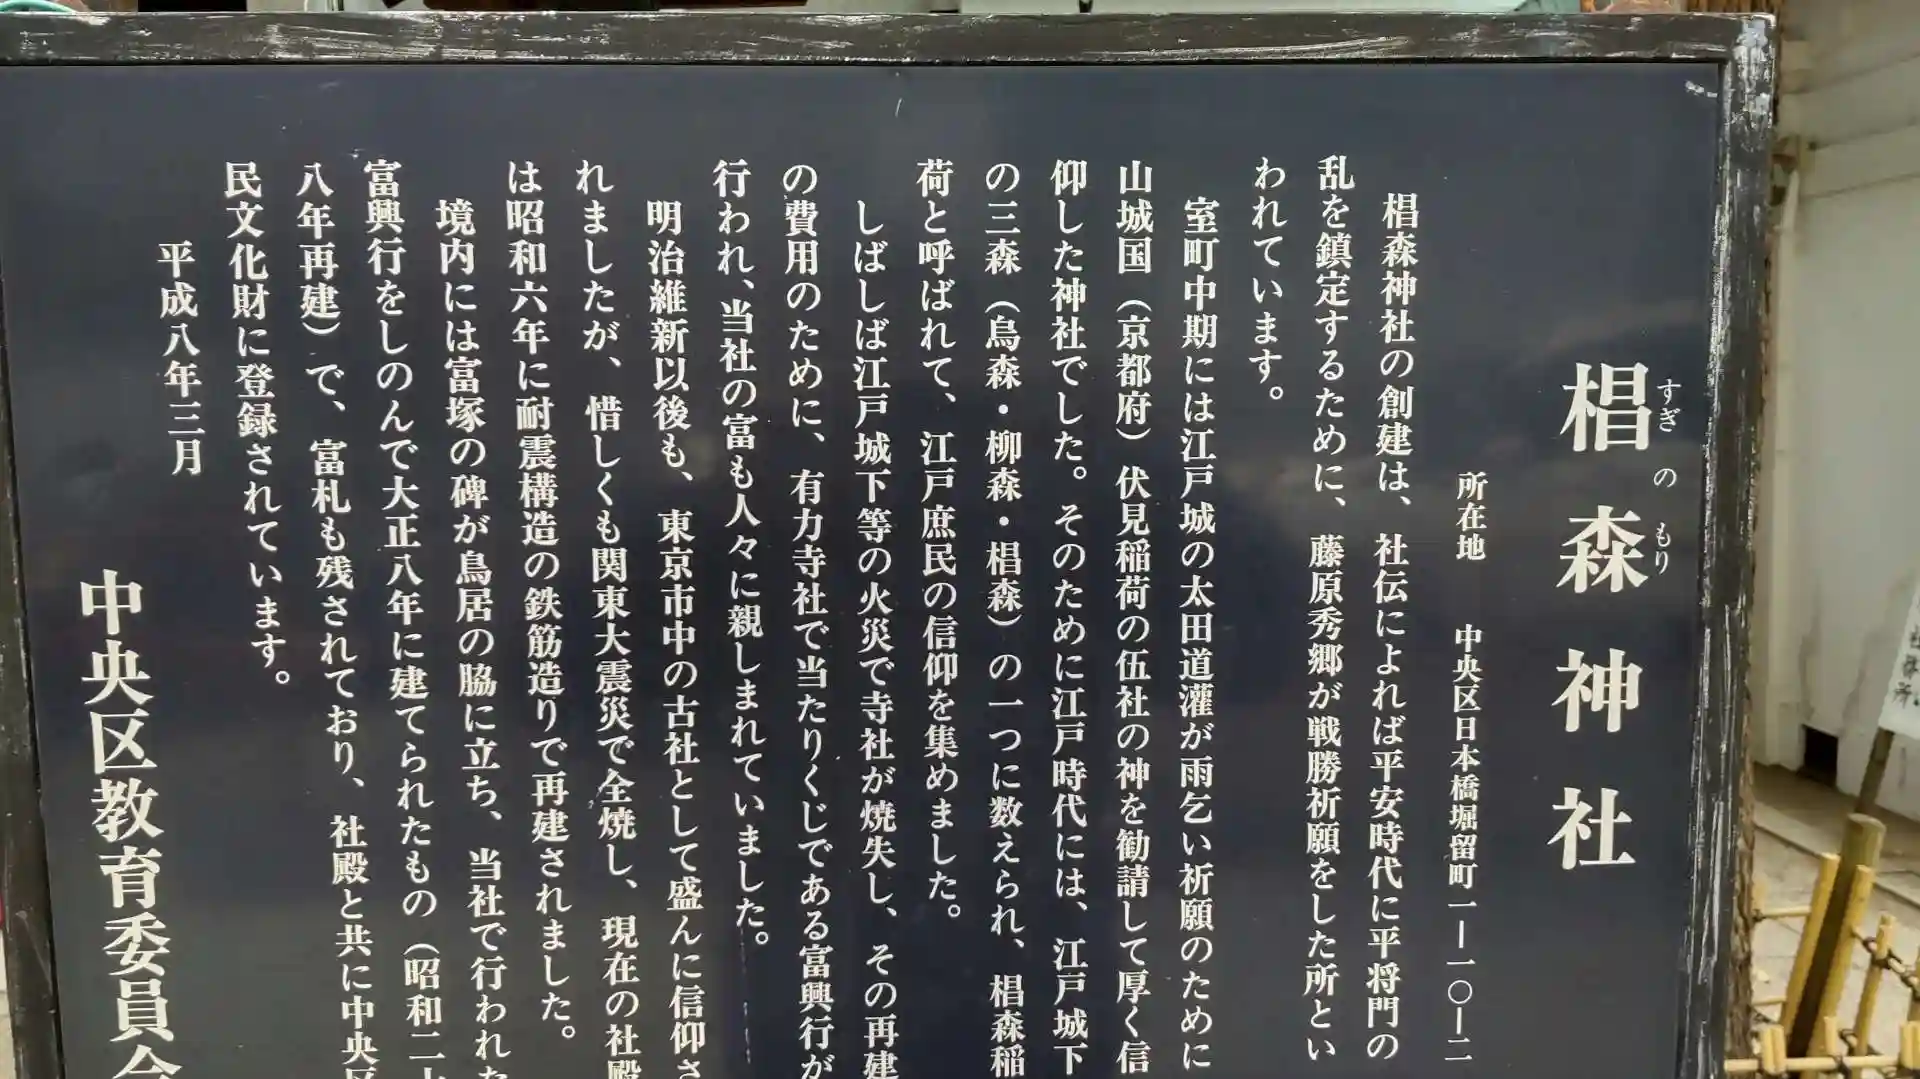 椙森神社
すぎのもり
所在地 中央区日本橋堀留町一ー一〇ー二
椙森神社の創建は、社伝によれば平安時代に平将門の
乱を鎮定するために、藤原秀郷が戦勝祈願をした所とい
われています。
室町中期には江戸城の太田道灌が雨乞い祈願のために
山城国（京都府）伏見稲荷の伍社の神を勧請して厚く信
仰した神社でした。そのために江戸時代には、江戸城下
の三森（烏森・柳森・椙森）の一つに数えられ、椙森稲
荷と呼ばれて、江戸庶民の信仰を集めました。
しばしば江戸城下等の火災で寺社が焼失し、その再建
の費用のために、有力寺社で当たりくじである富興行が
行われ、当社の富も人々に親しまれていました。
明治維新以後も、東京市中の古社として盛んに信仰さ
れましたが、惜しくも関東大震災で全焼し、現在の社殿
は昭和六年に耐震構造の鉄筋造りで再建されました。
境内には富塚の碑が鳥居の脇に立ち、当社で行われた
富興行をしのんで大正八年に建てられたもの（昭和二十
八年再建）で、富札も残されており、社殿と共に中央区
民文化財に登録されています。
平成八年三月
中央区教育委員会
社務所